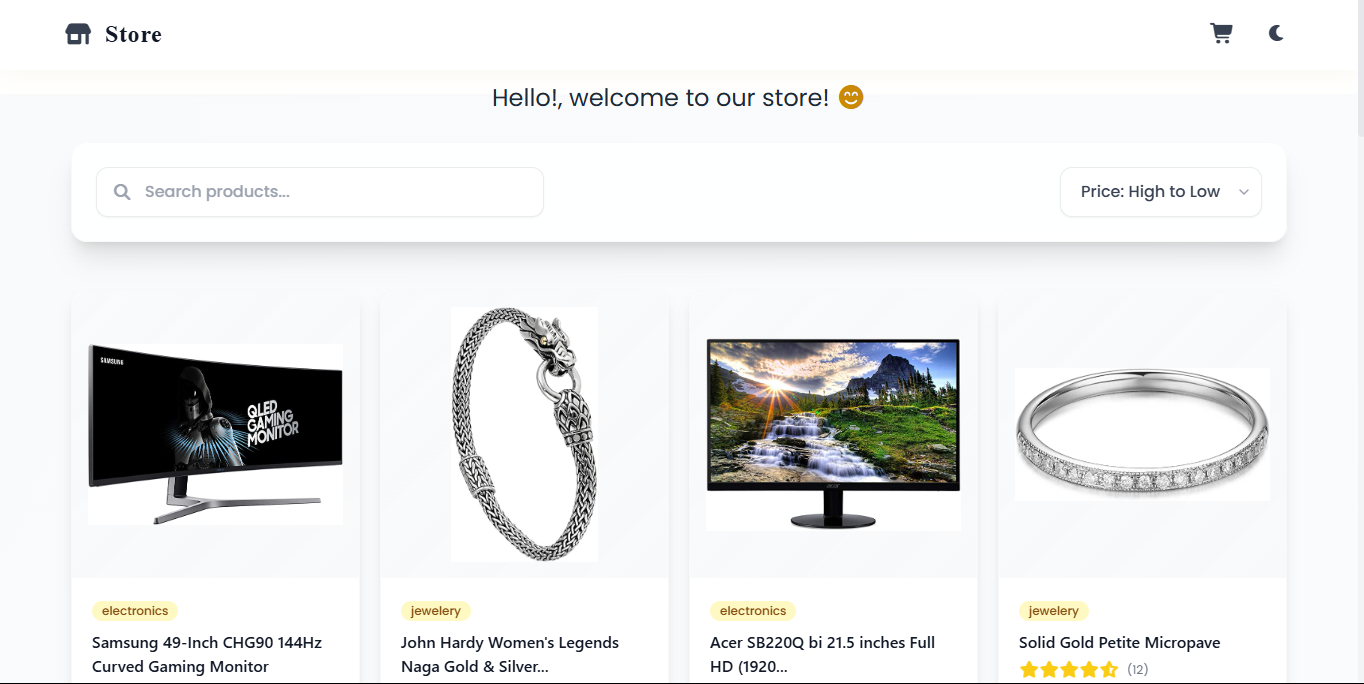 Store
Hello!, welcome to our store!
Search products...
Price: High to Low
SAMSUNG
QLED
GAMING
MONITOR
acer
electronics
Samsung 49-Inch CHG90 144Hz
Curved Gaming Monitor
jewelery
John Hardy Women's Legends
Naga Gold & Silver...
electronics
Acer SB220Q bi 21.5 inches Full
HD (1920...
jewelery
Solid Gold Petite Micropave
(12)